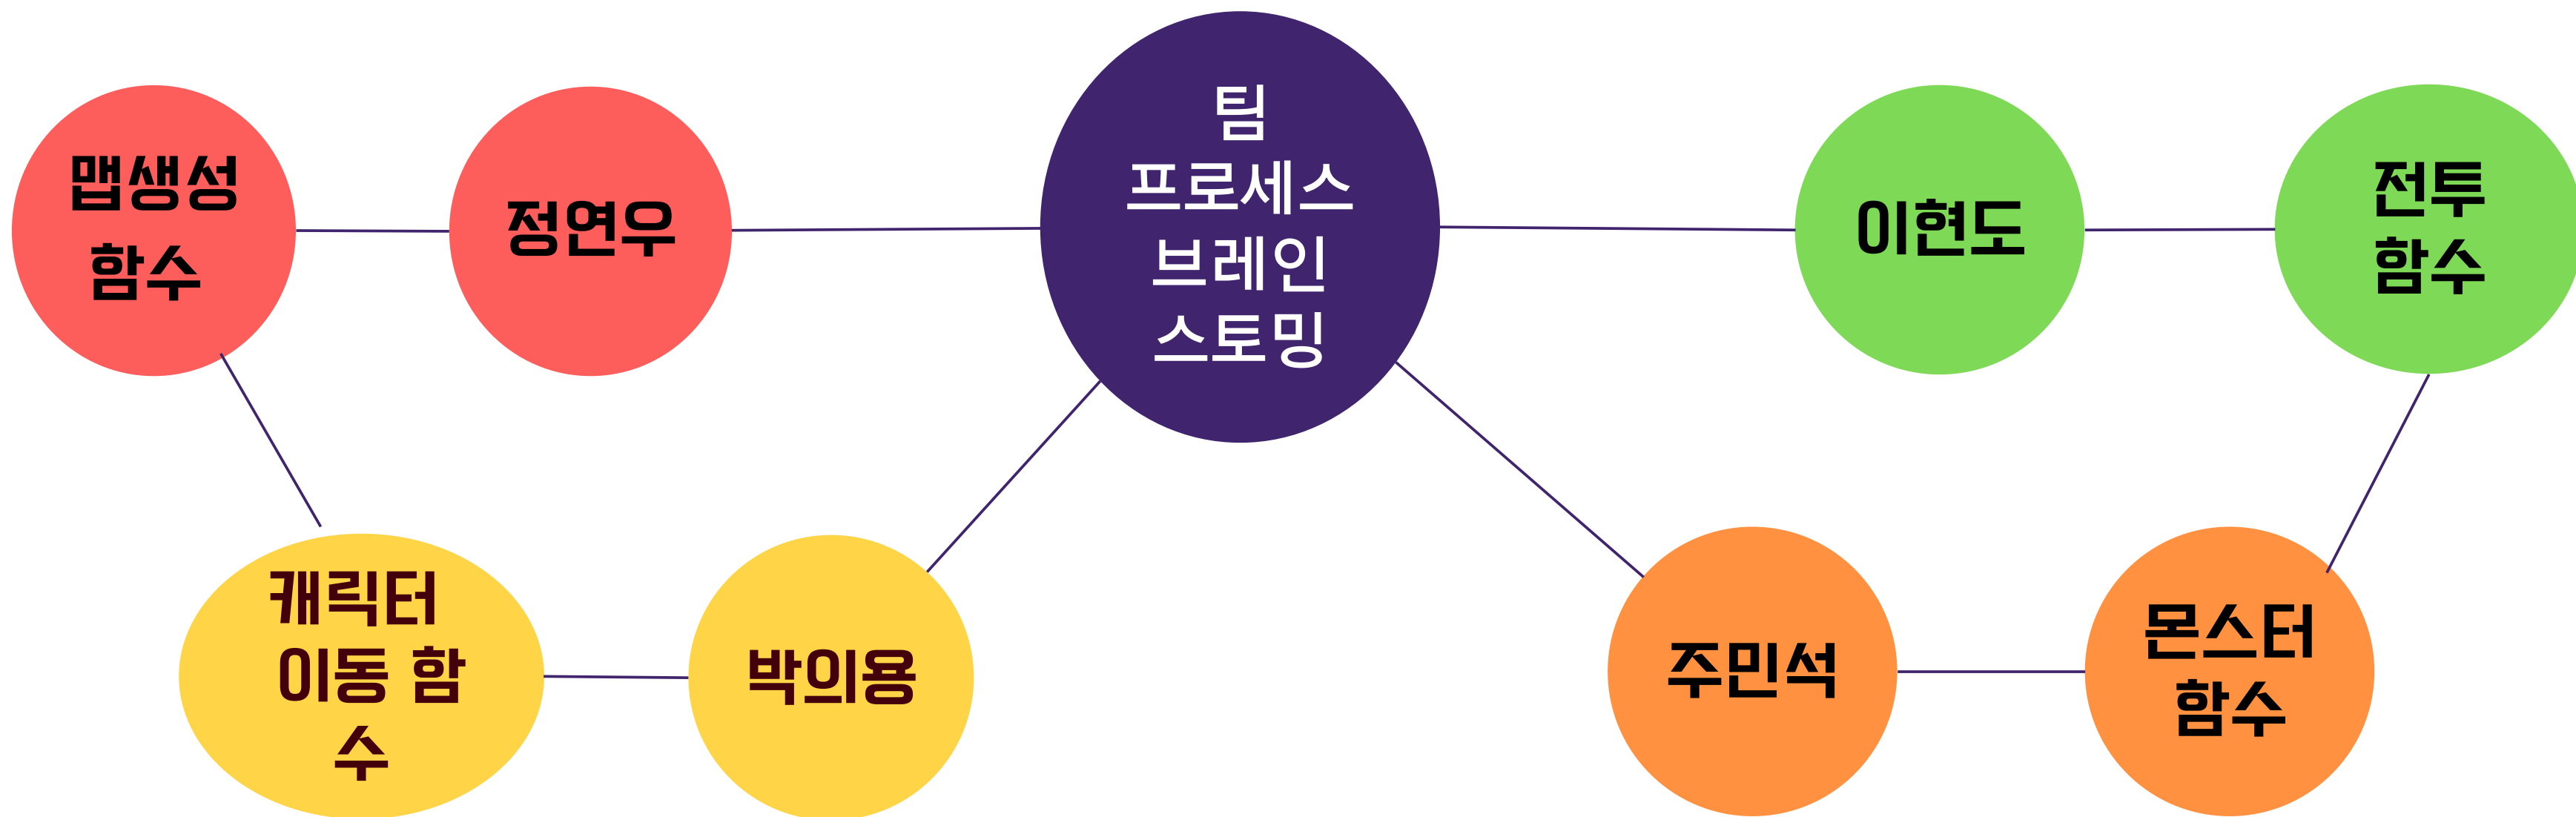 맵생성
함수
정연우
팀
프로세스
브레인
스토밍
이현도
전투
함수
캐릭터
이동 함
수
박의용
주민석
몬스터
함수